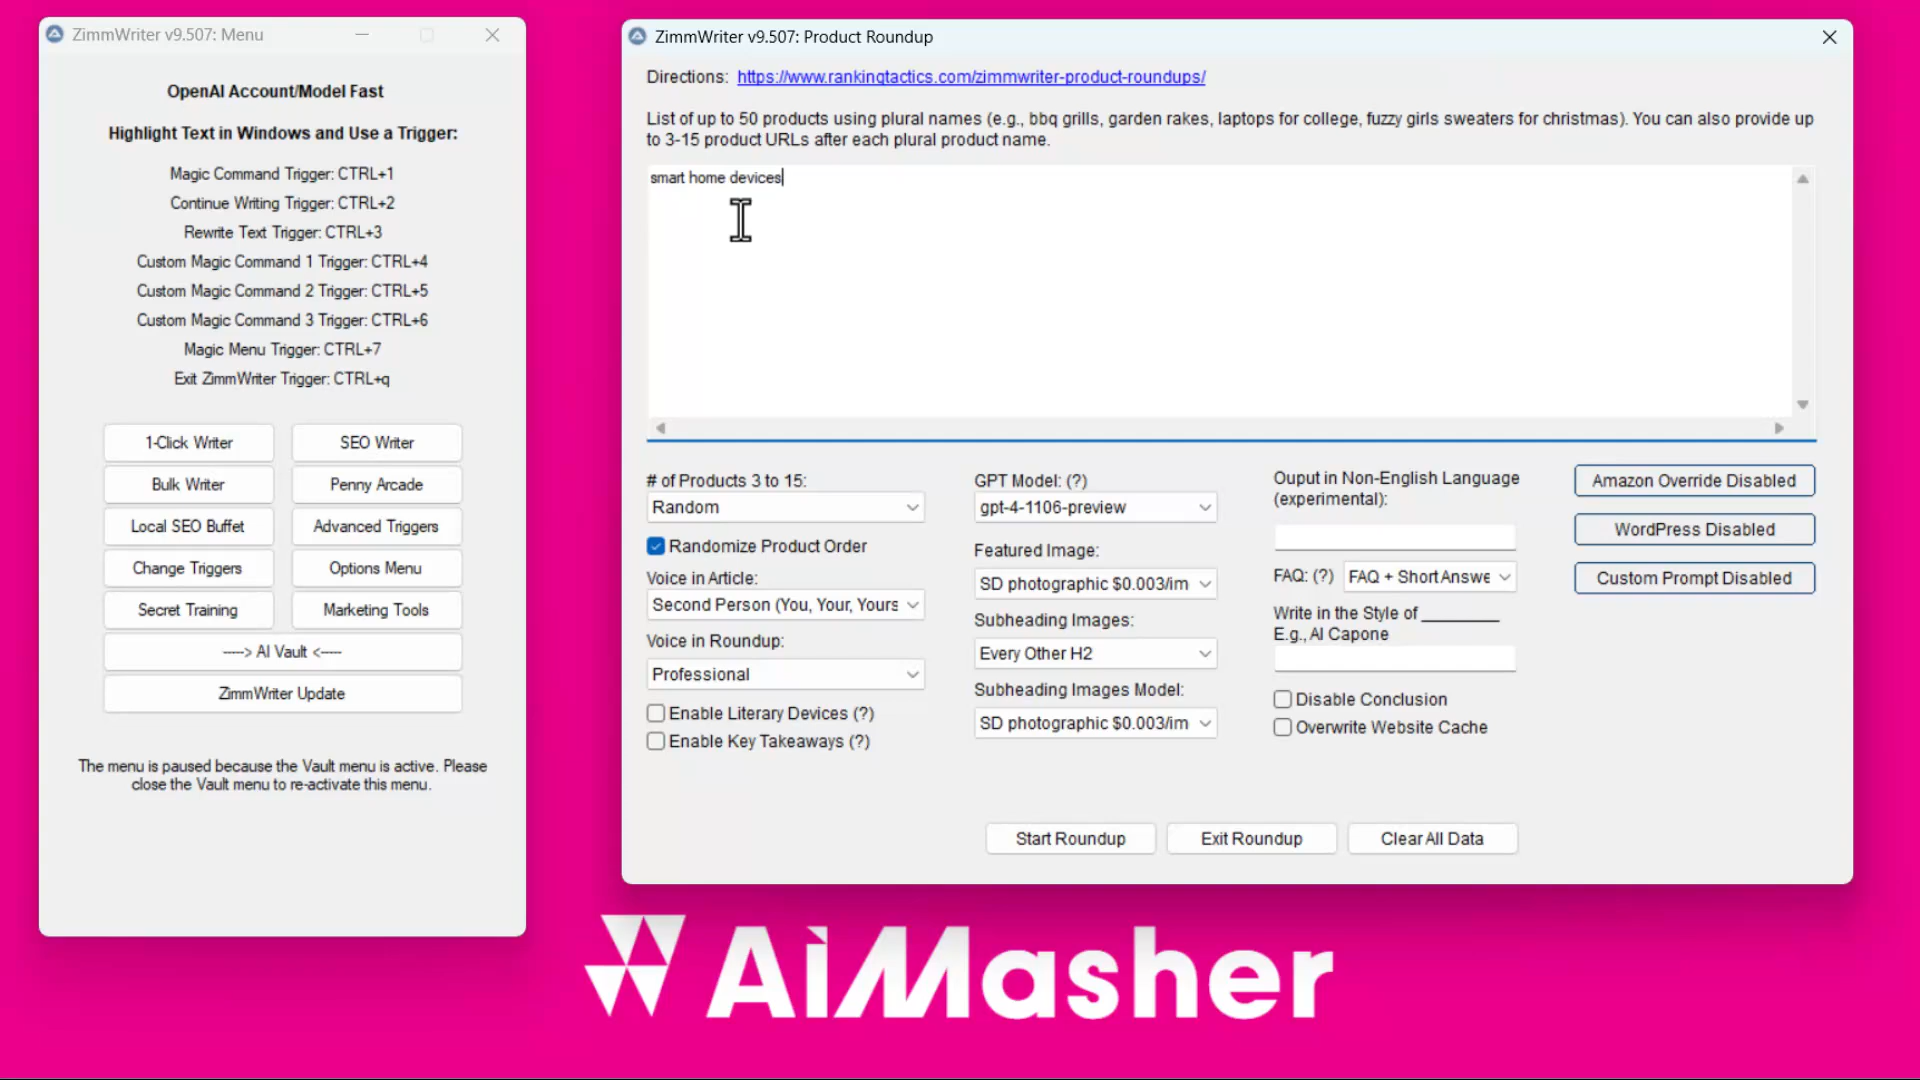 ZimmWriter v9.507: Menu
OpenAI Account/Model Fast
Highlight Text in Windows and Use a Trigger:
Magic Command Trigger: CTRL+1
Continue Writing Trigger: CTRL+2
Rewrite Text Trigger: CTRL+3
Custom Magic Command 1 Trigger: CTRL+4
Custom Magic Command 2 Trigger: CTRL+5
Custom Magic Command 3 Trigger: CTRL+6
Magic Menu Trigger: CTRL+7
Exit ZimmWriter Trigger: CTRL+q
1-Click Writer
SEO Writer
Bulk Writer
Penny Arcade
Local SEO Buffet
Advanced Triggers
Change Triggers
Options Menu
Secret Training
Marketing Tools
----> AI Vault <----
ZimmWriter Update
The menu is paused because the Vault menu is active. Please
close the Vault menu to re-activate this menu.
ZimmWriter v9.507: Product Roundup
Directions: https://www.rankingtactics.com/zimmwriter-product-roundups/
List of up to 50 products using plural names (e.g., bbq grills, garden rakes, laptops for college, fuzzy girls sweaters for christmas). You can also provide up
to 3-15 product URLs after each plural product name.
smart home devices
# of Products 3 to 15:
Random
Randomize Product Order
Voice in Article:
Second Person (You, Your, Yours
Voice in Roundup:
Professional
Enable Literary Devices (?)
Enable Key Takeaways (?)
GPT Model: (?)
gpt-4-1106-preview
Featured Image:
SD photographic $0.003/im
Subheading Images:
Every Other H2
Subheading Images Model:
SD photographic $0.003/im
Ouput in Non-English Language
(experimental):
FAQ: (?) FAQ + Short Answe
Write in the Style of ________
E.g., Al Capone
Disable Conclusion
Overwrite Website Cache
Amazon Override Disabled
WordPress Disabled
Custom Prompt Disabled
Start Roundup
Exit Roundup
Clear All Data
AiMasher